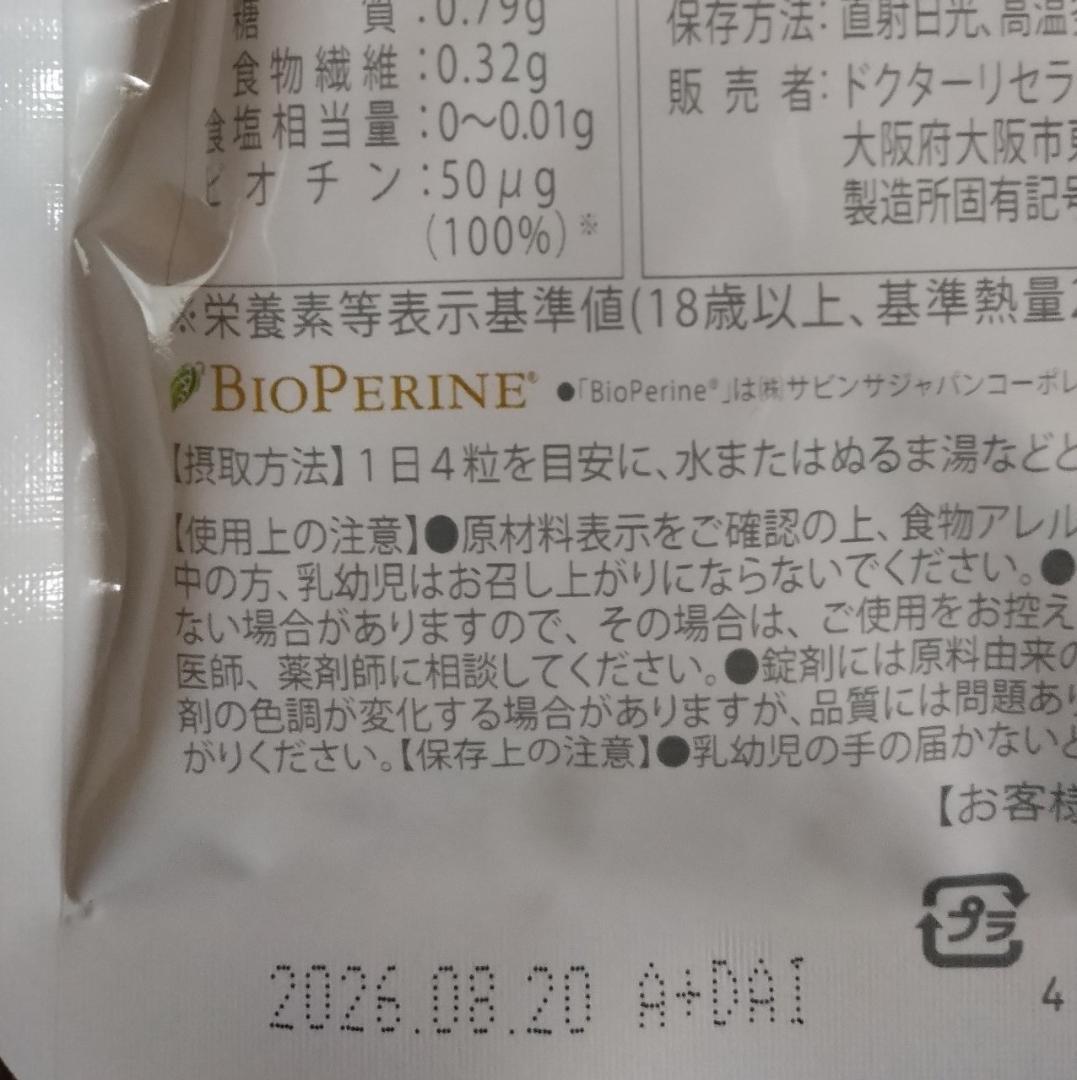 糖質:0.79g
食物繊維:0.32g
食塩相当量:0〜0.01g
ビオチン:50μg
(100%)※
保存方法:直射日光、高温
販売者:ドクターリセラ
大阪府大阪市東
製造所固有記号
※栄養素等表示基準値(18歳以上、基準熱量2
BIOPERINE® ●「BioPerine®」は㈱サビンサジャパンコーポレ
【摂取方法】1日4粒を目安に、水またはぬるま湯などと
【使用上の注意】●原材料表示をご確認の上、食物アレル
中の方、乳幼児はお召し上がりにならないでください。●
ない場合がありますので、その場合は、ご使用をお控え
医師、薬剤師に相談してください。●錠剤には原料由来の
剤の色調が変化する場合がありますが、品質には問題あり
がりください。【保存上の注意】●乳幼児の手の届かないと
【お客様
プラ
4
2026.08.20 A+DAI